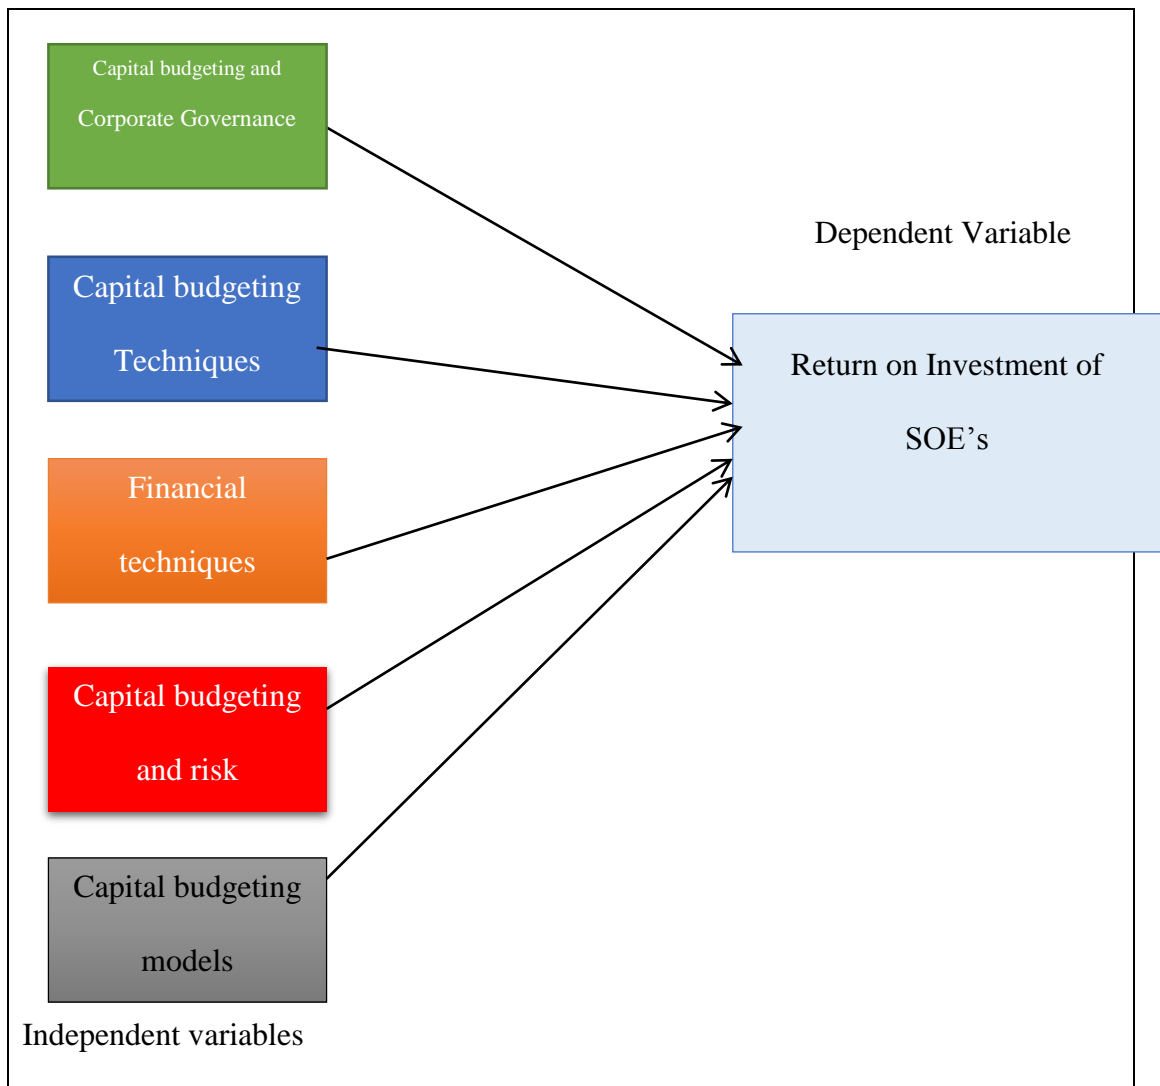 Capital budgeting and
Corporate Governance
Capital budgeting
Techniques
Financial
techniques
Capital budgeting
and risk
Capital budgeting
models
Independent variables
Dependent Variable
Return on Investment of
SOE’s